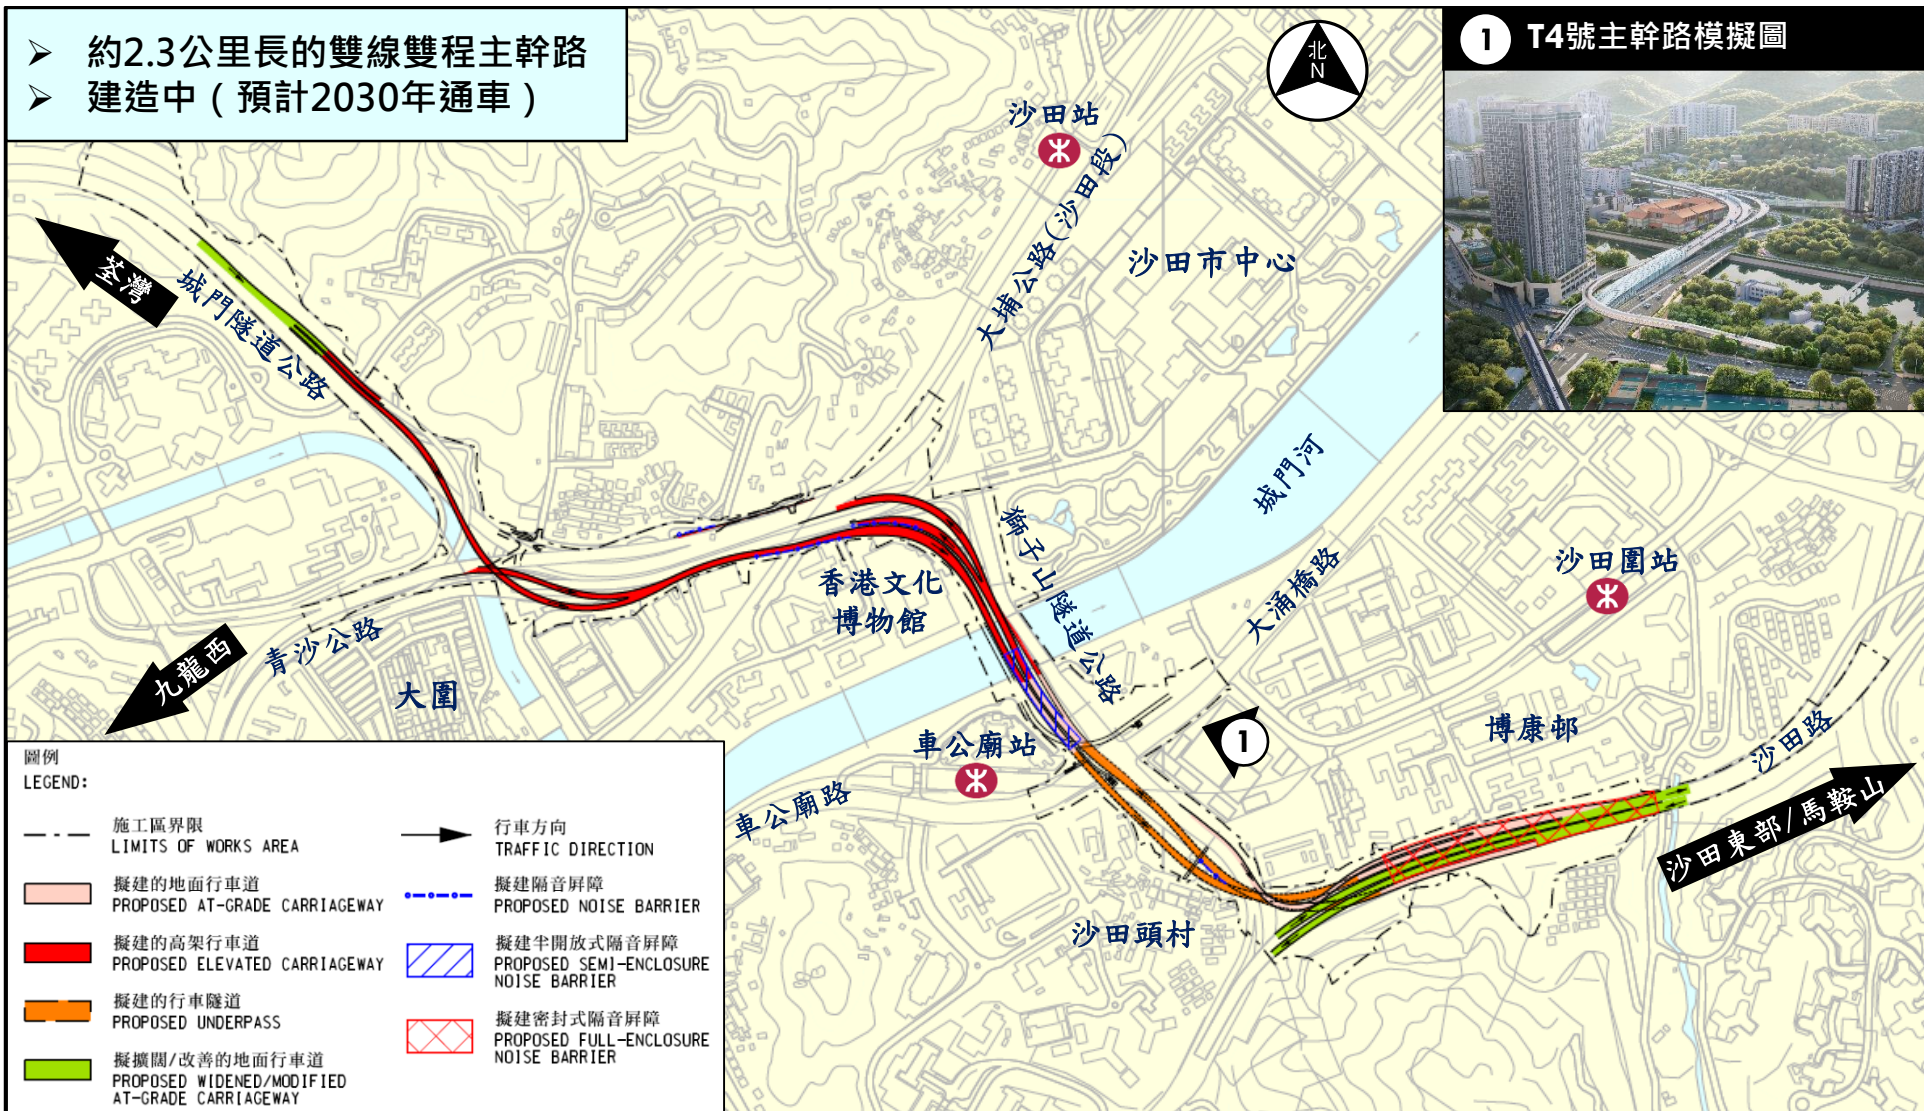 約2.3公里長的雙線雙程主幹路
建造中（預計2030年通車）
北
N
1
T4號主幹路模擬圖
沙田站
大埔公路(沙田段)
沙田市中心
荃灣
城門隧道公路
城門河
獅子山隧道公路
大涌橋路
沙田圍站
香港文化
博物館
青沙公路
九龍西
大圍
車公廟站
車公廟路
1
博康邨
沙田路
沙田東部/馬鞍山
沙田頭村
圖例
LEGEND:
施工區界限
LIMITS OF WORKS AREA
擬建的地面行車道
PROPOSED AT-GRADE CARRIAGEWAY
擬建的高架行車道
PROPOSED ELEVATED CARRIAGEWAY
擬建的行車隧道
PROPOSED UNDERPASS
擬擴闊/改善的地面行車道
PROPOSED WIDENED/MODIFIED
AT-GRADE CARRIAGEWAY
行車方向
TRAFFIC DIRECTION
擬建隔音屏障
PROPOSED NOISE BARRIER
擬建半開放式隔音屏障
PROPOSED SEMI-ENCLOSURE
NOISE BARRIER
擬建密封式隔音屏障
PROPOSED FULL-ENCLOSURE
NOISE BARRIER